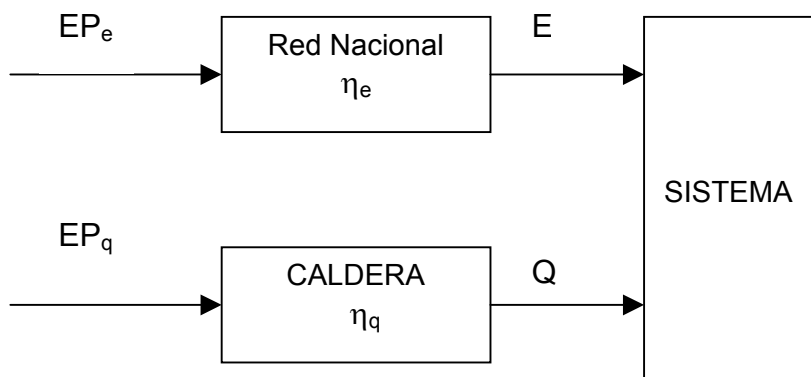 EPe
Red Nacional
ηe
E
SISTEMA
EPq
CALDERA
ηq
Q